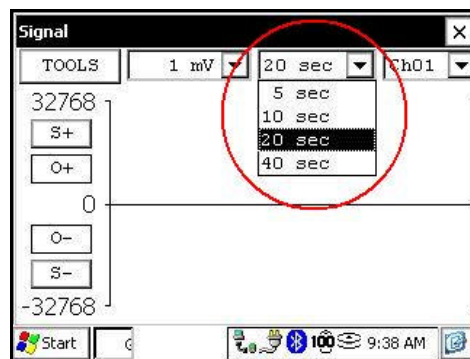 Signal
TOOLS 1 mV 20 sec Ch01
5 sec
10 sec
20 sec
40 sec
32768
S+
O+
0
O-
S-
-32768
Start 100 9:38 AM